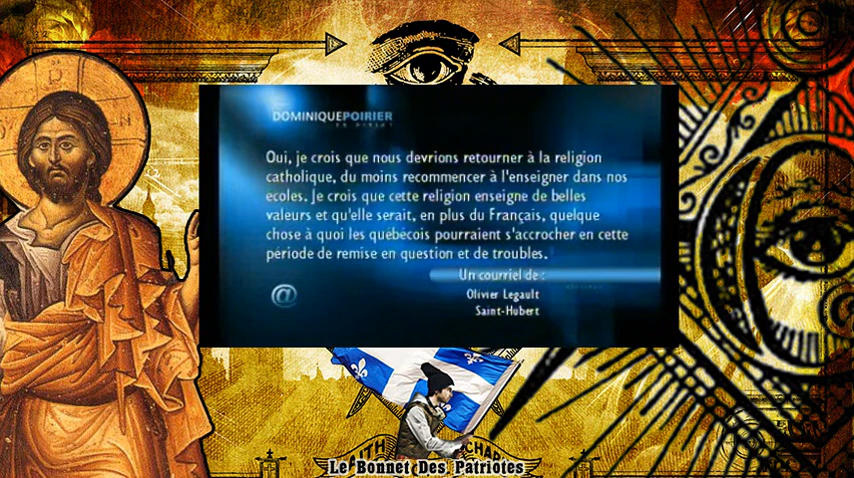 DOMINIQUEPOIRIER
EN DIRECT
Oui, je crois que nous devrions retourner à la religion
catholique, du moins recommencer à l'enseigner dans nos
ecoles. Je crois que cette religion enseigne de belles
valeurs et qu'elle serait, en plus du Français, quelque
chose à quoi les québécois pourraient s'accrocher en cette
période de remise en question et de troubles.
Un courriel de :
@
Olivier Legault
Saint-Hubert
Le Bonnet Des Patriotes